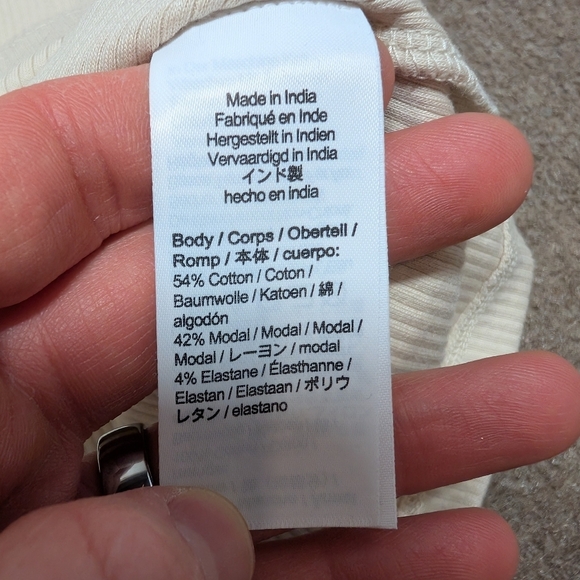 Made in India
Fabriqué en Inde
Hergestellt in Indien
Vervaardigd in India
インド製
hecho en india
Body / Corps / Obertell /
Romp / 本体 / cuerpo:
54% Cotton / Coton /
Baumwolle / Katoen / 綿 /
algodón
42% Modal / Modal / Modal /
Modal / レーヨン / modal
4% Elastane / Élasthanne /
Elastan / Elastaan / ポリウ
レタン / elastano